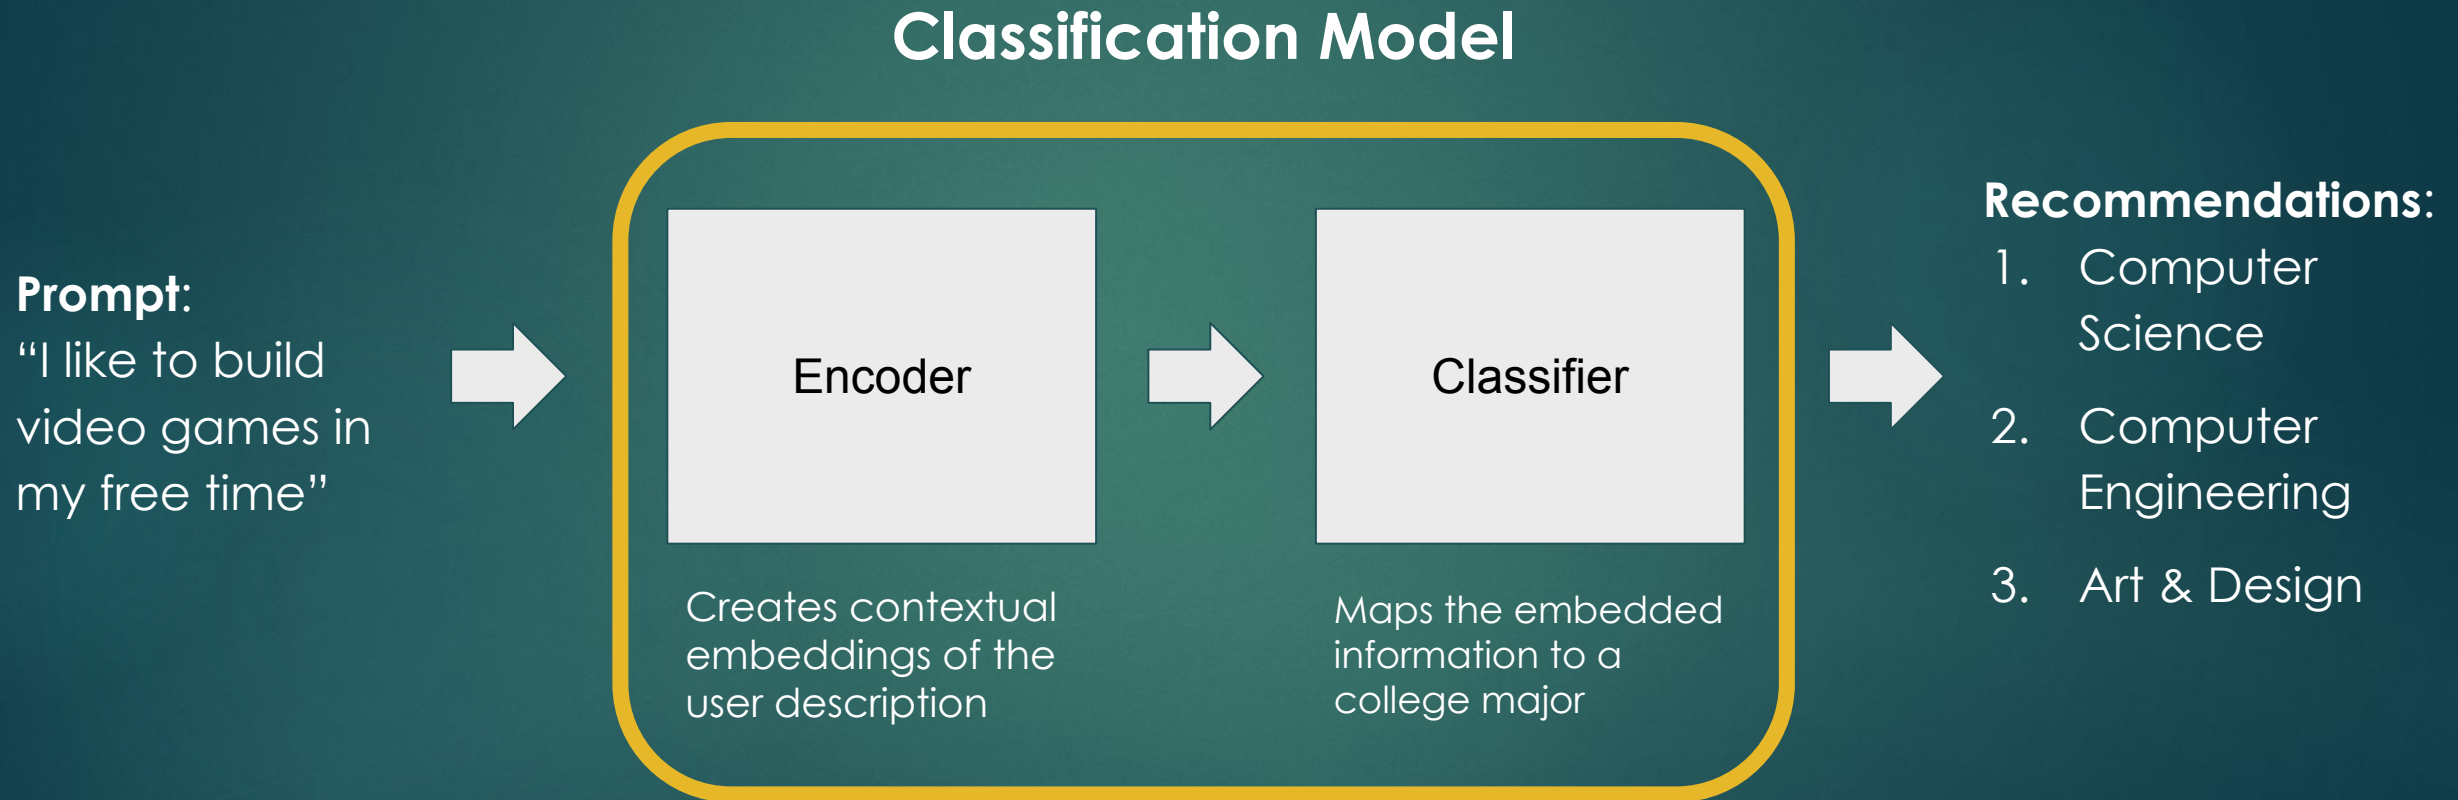 Classification Model
Prompt:
“I like to build
video games in
my free time”
Encoder
Creates contextual
embeddings of the
user description
Classifier
Maps the embedded
information to a
college major
Recommendations:
1. Computer
Science
2. Computer
Engineering
3. Art & Design